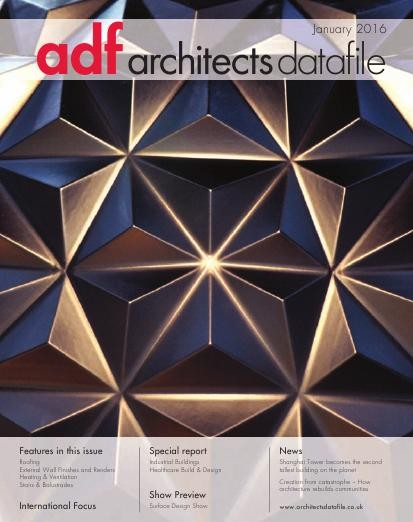 January 2016
adf architects datafile
Features in this issue
Roofing
External Wall Finishes and Renders
Heating & Ventilation
Stairs & Balustrades
International Focus
Special report
Industrial Buildings
Healthcare Build & Design
Show Preview
Surface Design Show
News
Shanghai Tower becomes the second
tallest building on the planet
Creation from catastrophe – How
architecture rebuilds communities
www.architectsdatafile.co.uk